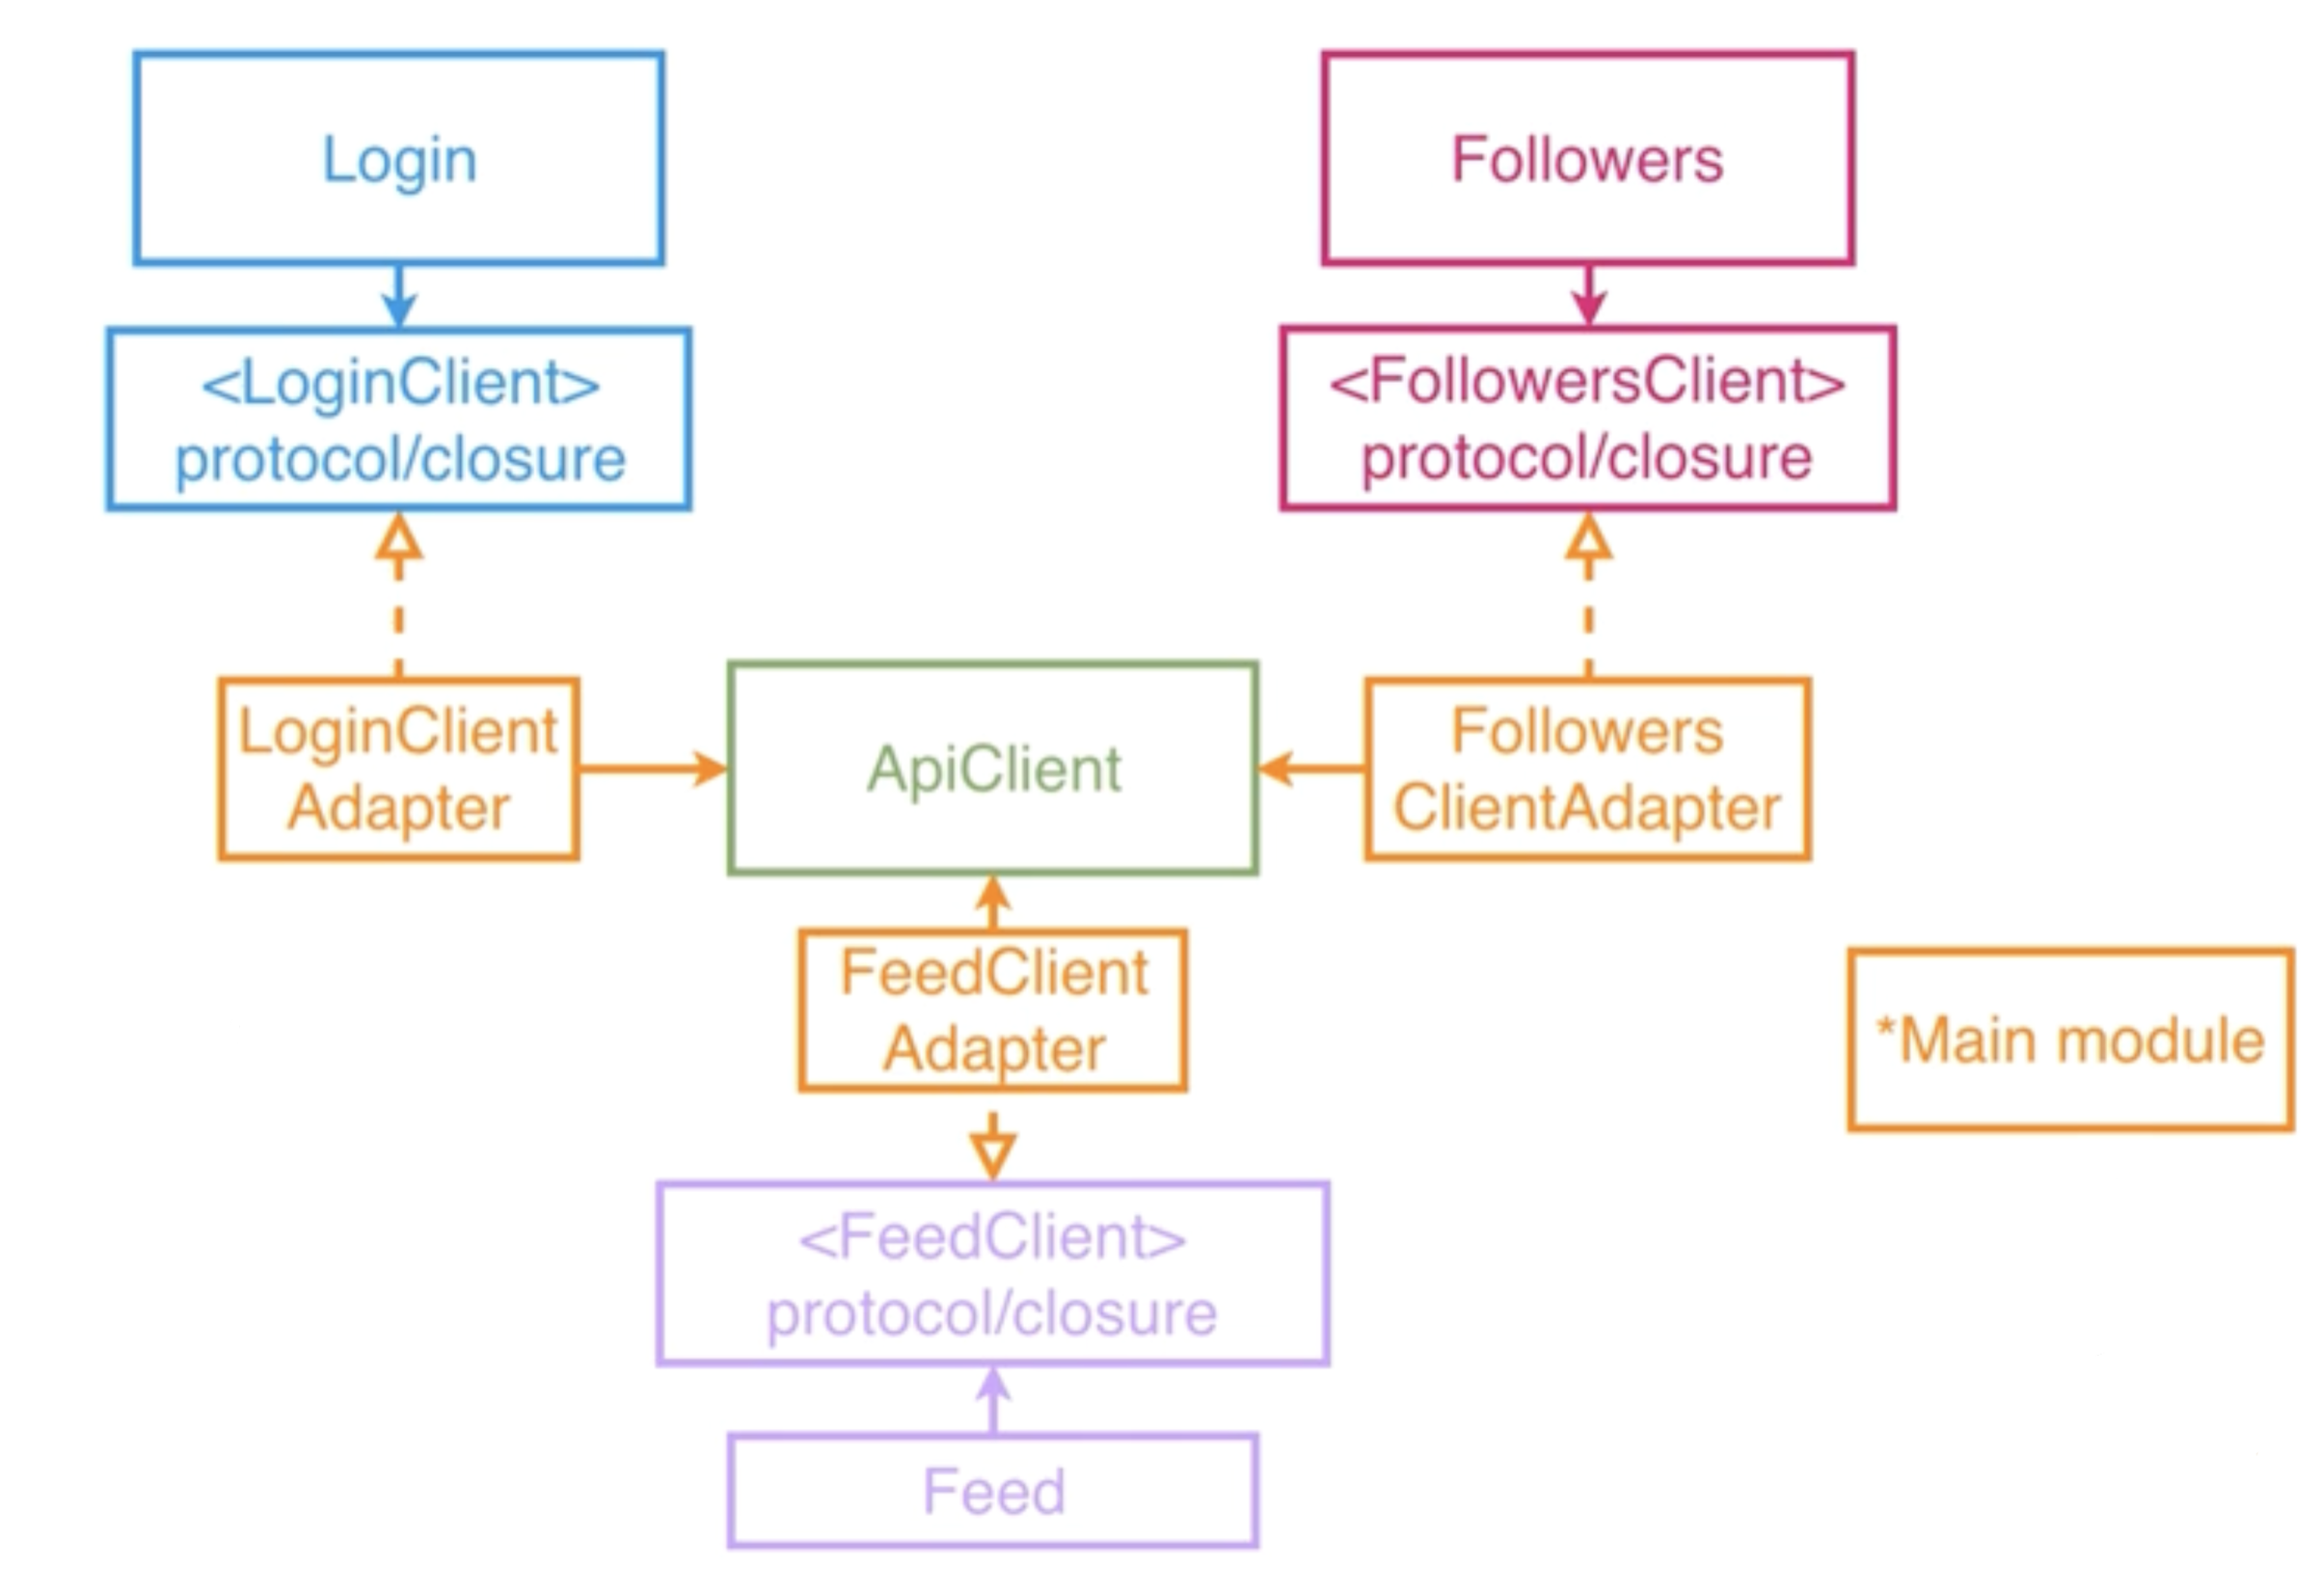 Login
Followers
<LoginClient>
protocol/closure
<FollowersClient>
protocol/closure
LoginClient
Adapter
ApiClient
Followers
ClientAdapter
FeedClient
Adapter
*Main module
<FeedClient>
protocol/closure
Feed